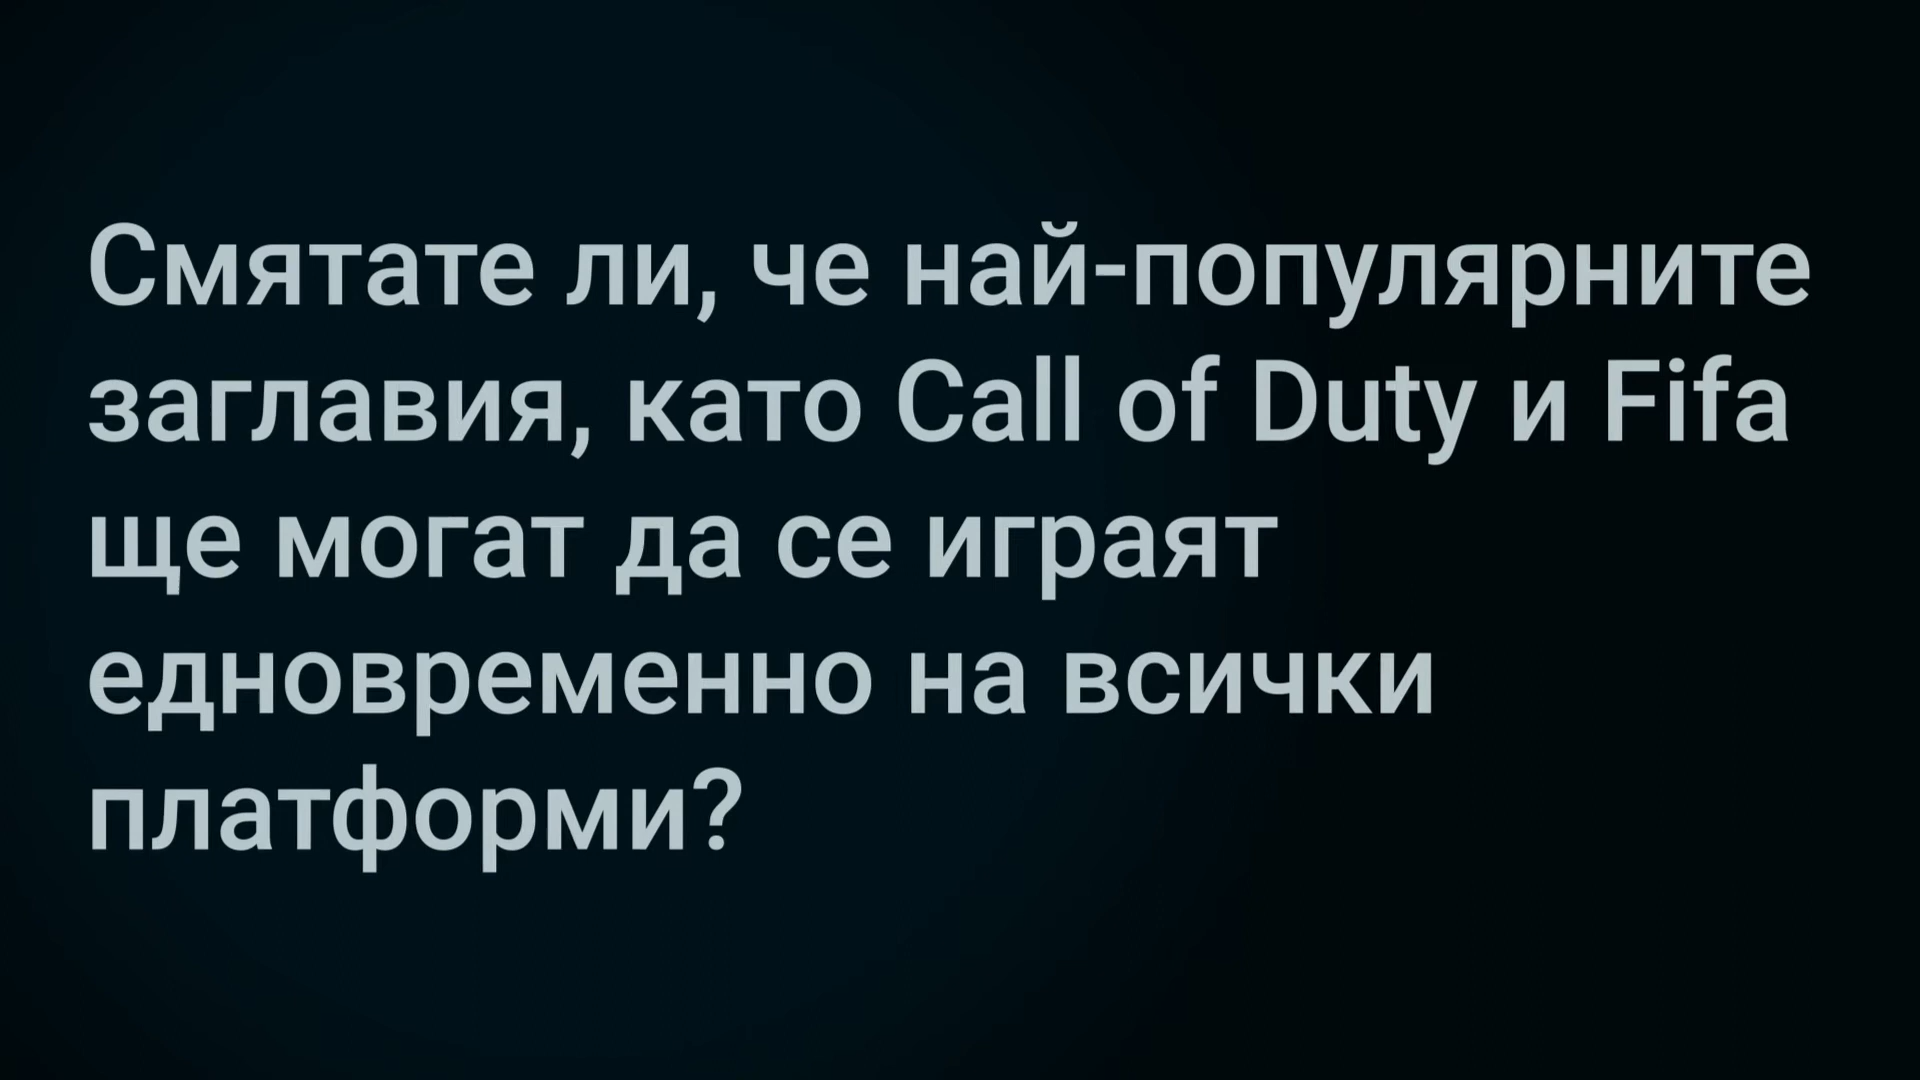 Смятате ли, че най-популярните
заглавия, като Call of Duty и Fifa
ще могат да се играят
едновременно на всички
платформи?